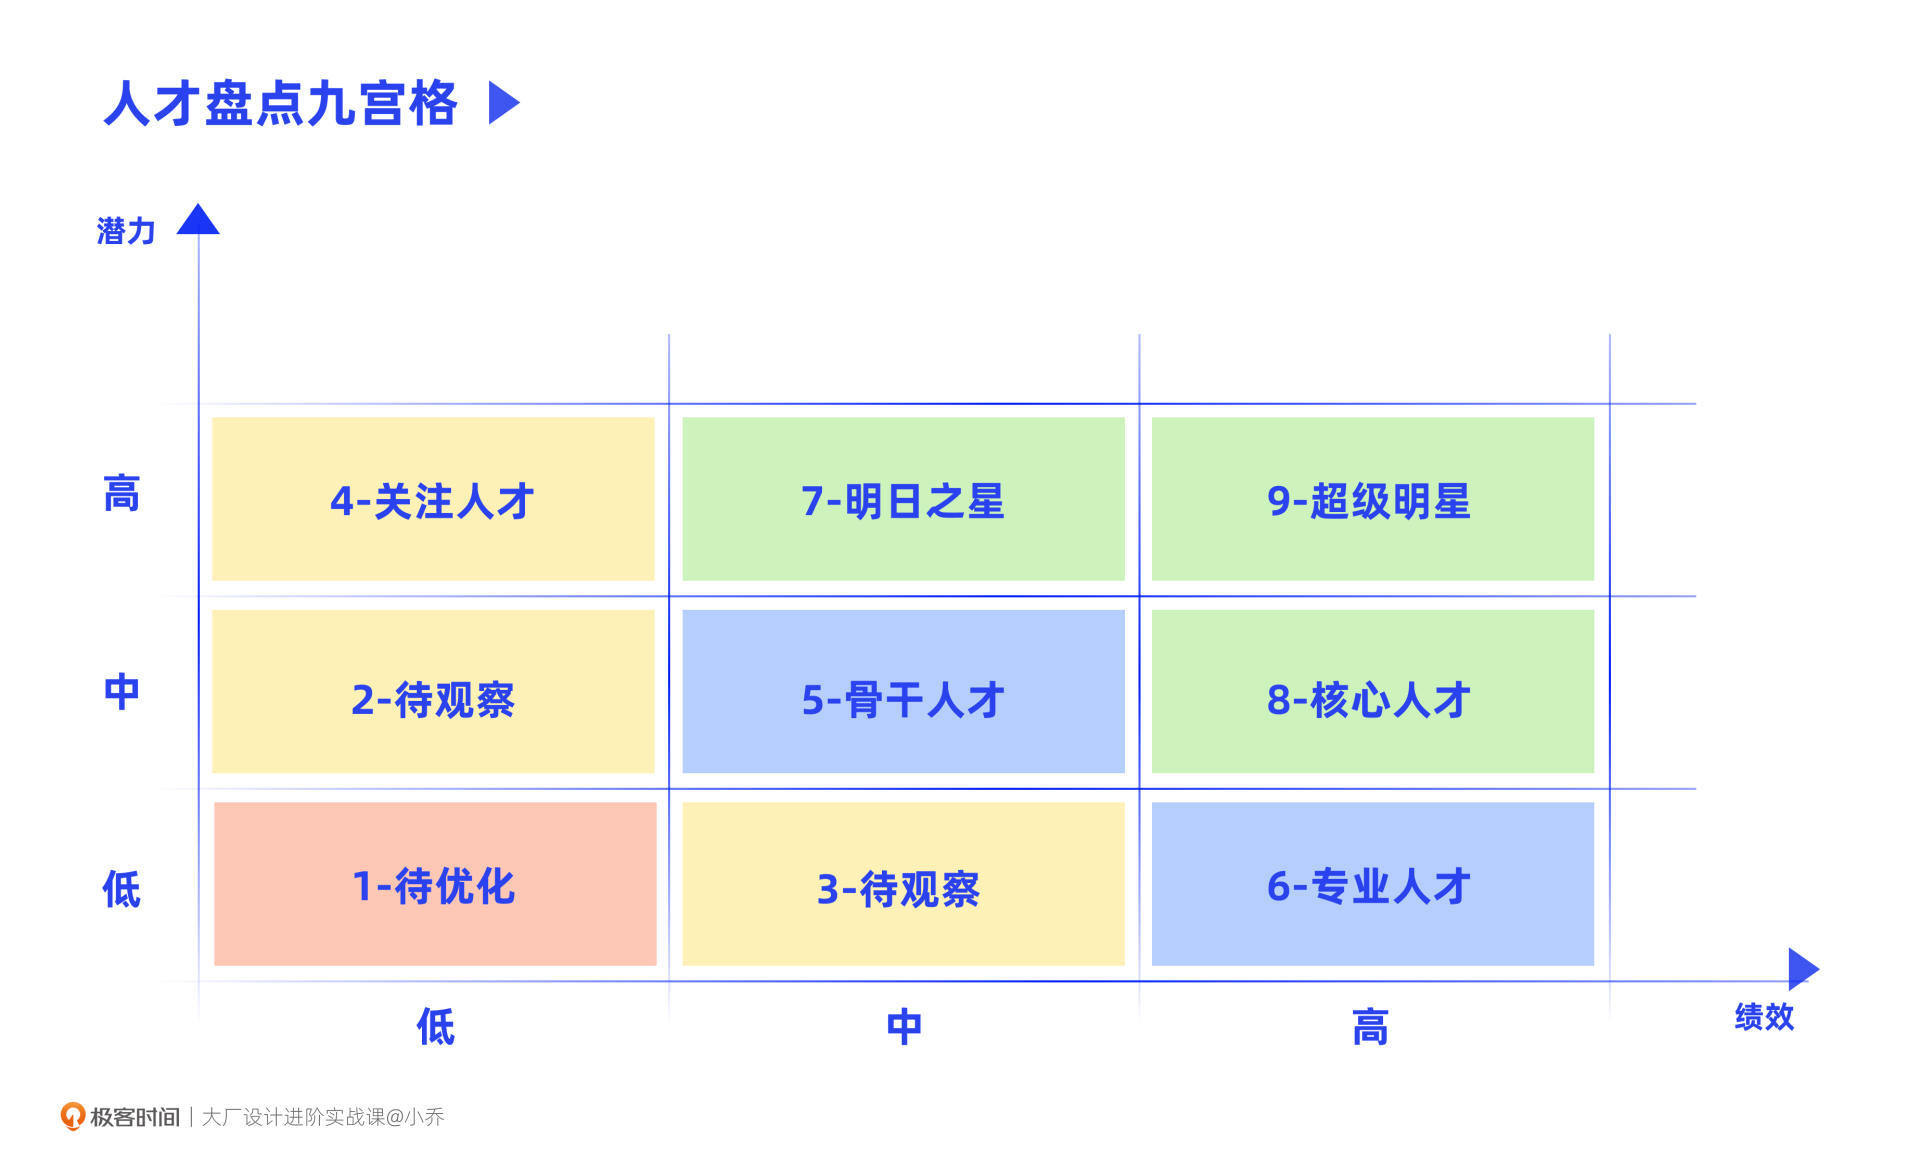 人才盘点九宫格
潜力
高
4-关注人才
7-明日之星
9-超级明星
中
2-待观察
5-骨干人才
8-核心人才
低
1-待优化
3-待观察
6-专业人才
低
中
高
绩效
极客时间 | 大厂设计进阶实战课@小乔